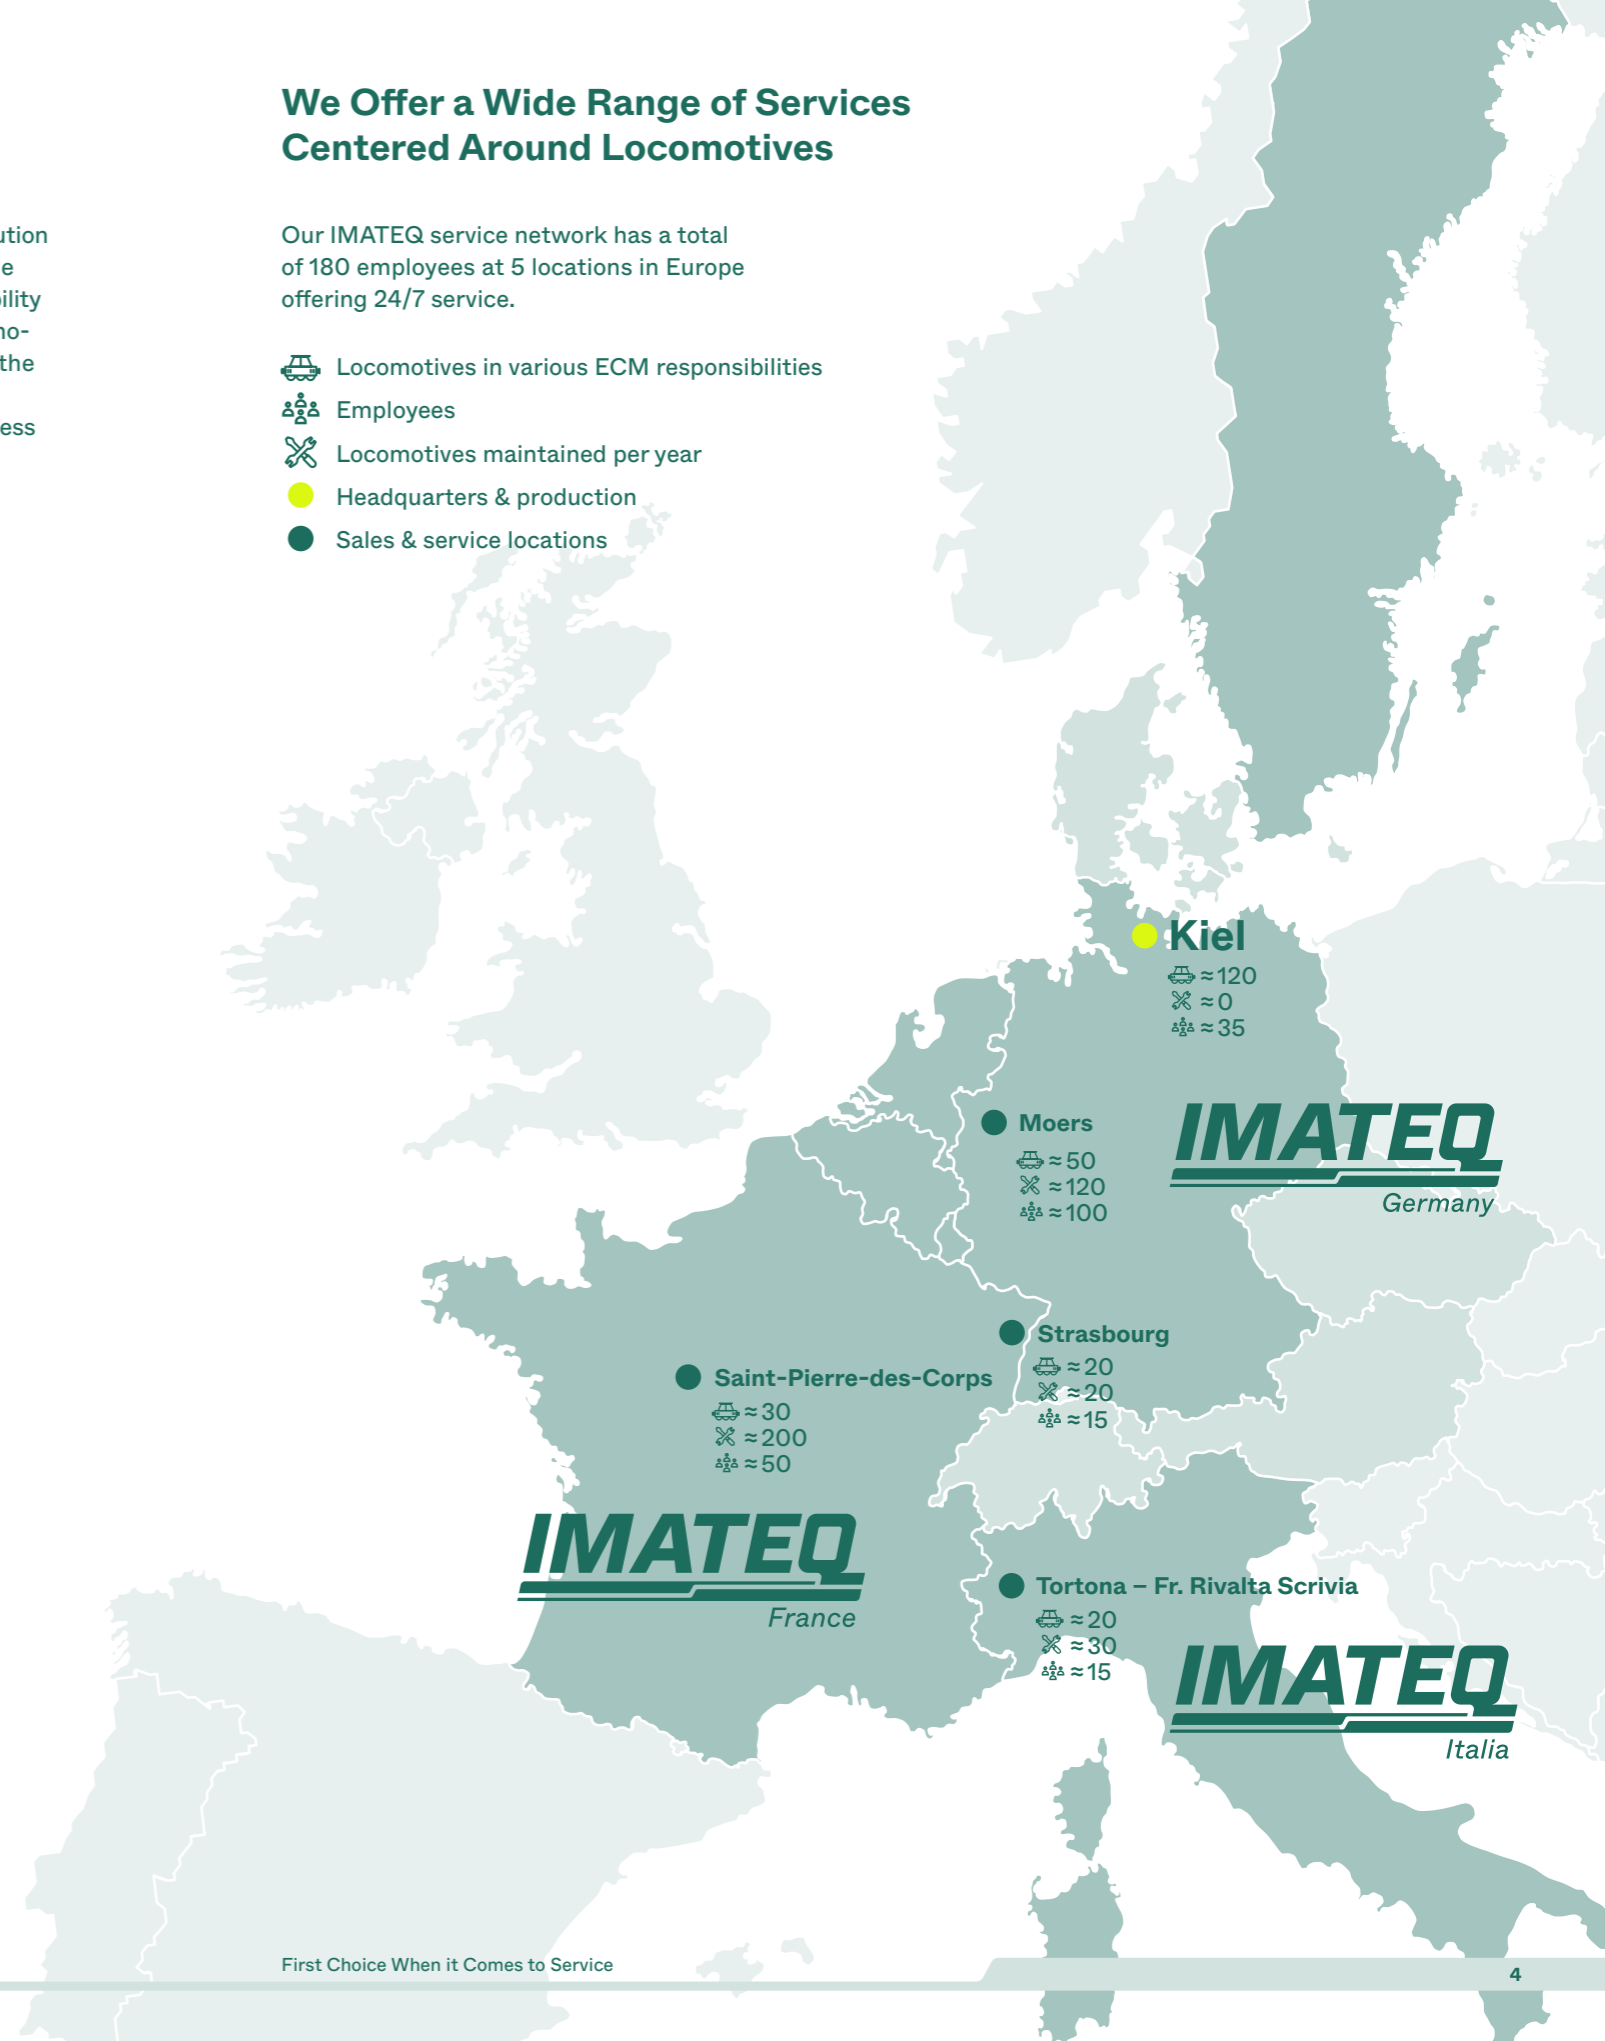 We Offer a Wide Range of Services
Centered Around Locomotives
ution
e
ility
no-
the
ess
Our IMATEQ service network has a total
of 180 employees at 5 locations in Europe
offering 24/7 service.
Locomotives in various ECM responsibilities
Employees
Locomotives maintained per year
Headquarters & production
Sales & service locations
Kiel
≈120
≈0
≈35
Moers
≈50
≈120
≈100
IMATEQ
Germany
Strasbourg
≈20
≈20
≈15
Saint-Pierre-des-Corps
≈30
≈200
≈50
IMATEQ
France
Tortona – Fr. Rivalta Scrivia
≈20
≈30
≈15
IMATEQ
Italia
First Choice When it Comes to Service
4